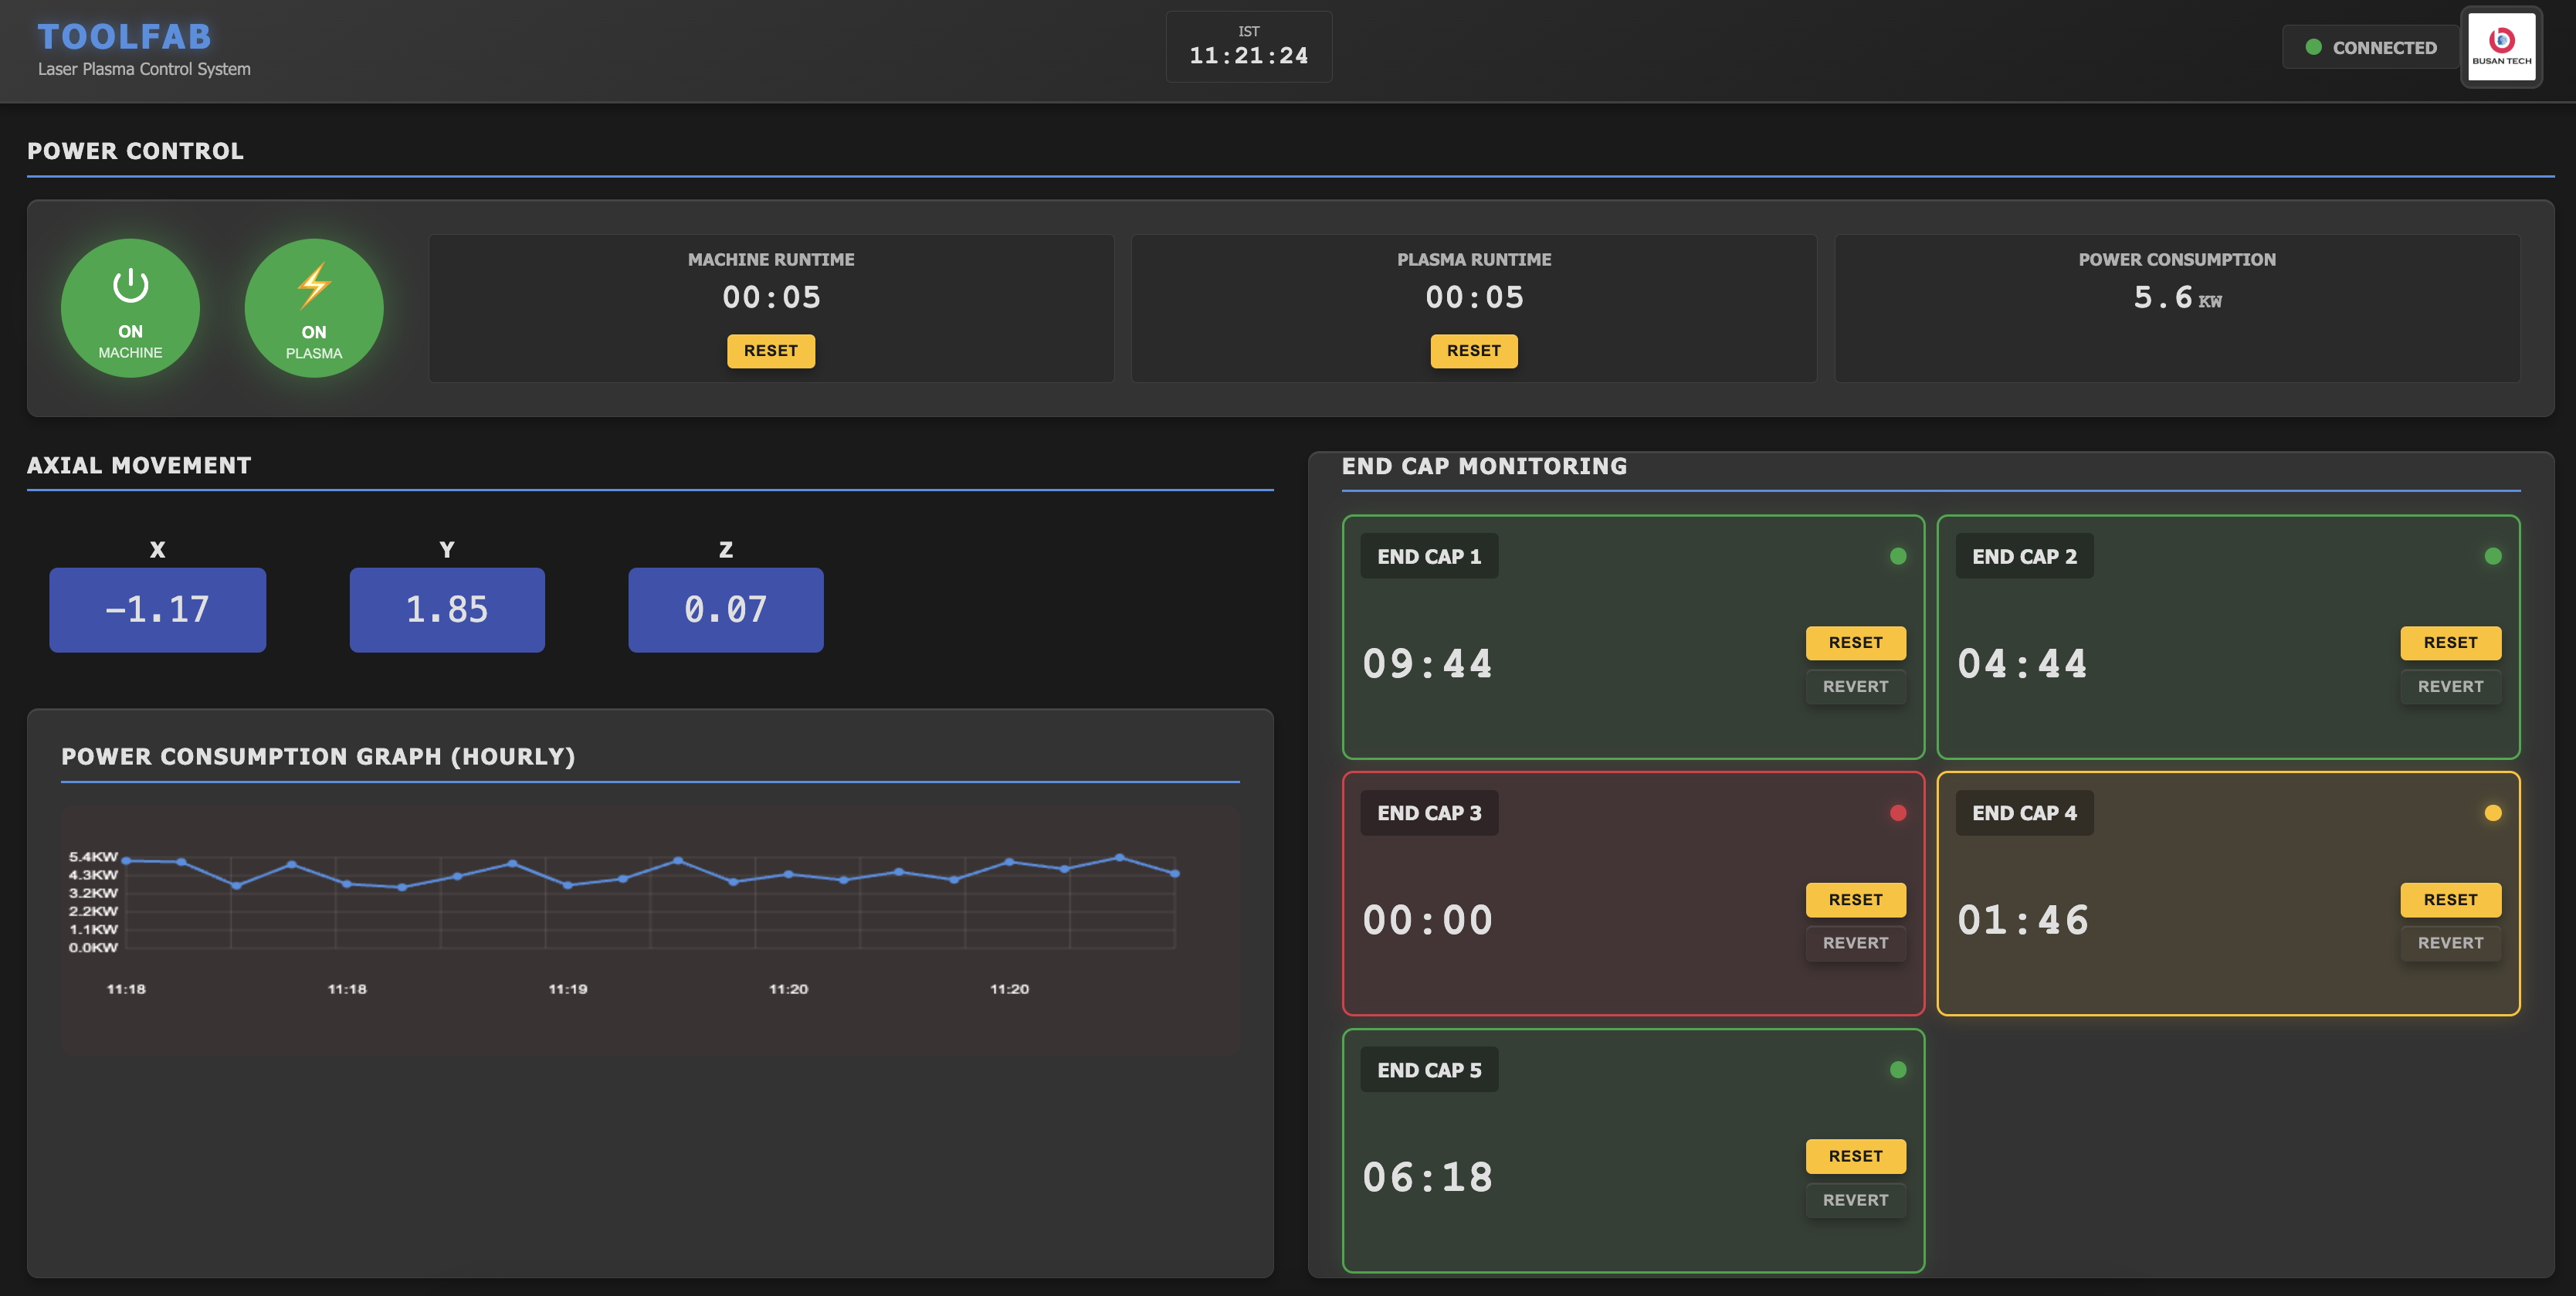 TOOLFAB
Laser Plasma Control System
IST
11:21:24
CONNECTED
BUSAN TECH
POWER CONTROL
ON
MACHINE
ON
PLASMA
MACHINE RUNTIME
00:05
RESET
PLASMA RUNTIME
00:05
RESET
POWER CONSUMPTION
5.6 KW
AXIAL MOVEMENT
X
-1.17
Y
1.85
Z
0.07
POWER CONSUMPTION GRAPH (HOURLY)
5.4KW
4.3KW
3.2KW
2.2KW
1.1KW
0.0KW
11:18
11:18
11:19
11:20
11:20
END CAP MONITORING
END CAP 1
09:44
RESET
REVERT
END CAP 2
04:44
RESET
REVERT
END CAP 3
00:00
RESET
REVERT
END CAP 4
01:46
RESET
REVERT
END CAP 5
06:18
RESET
REVERT